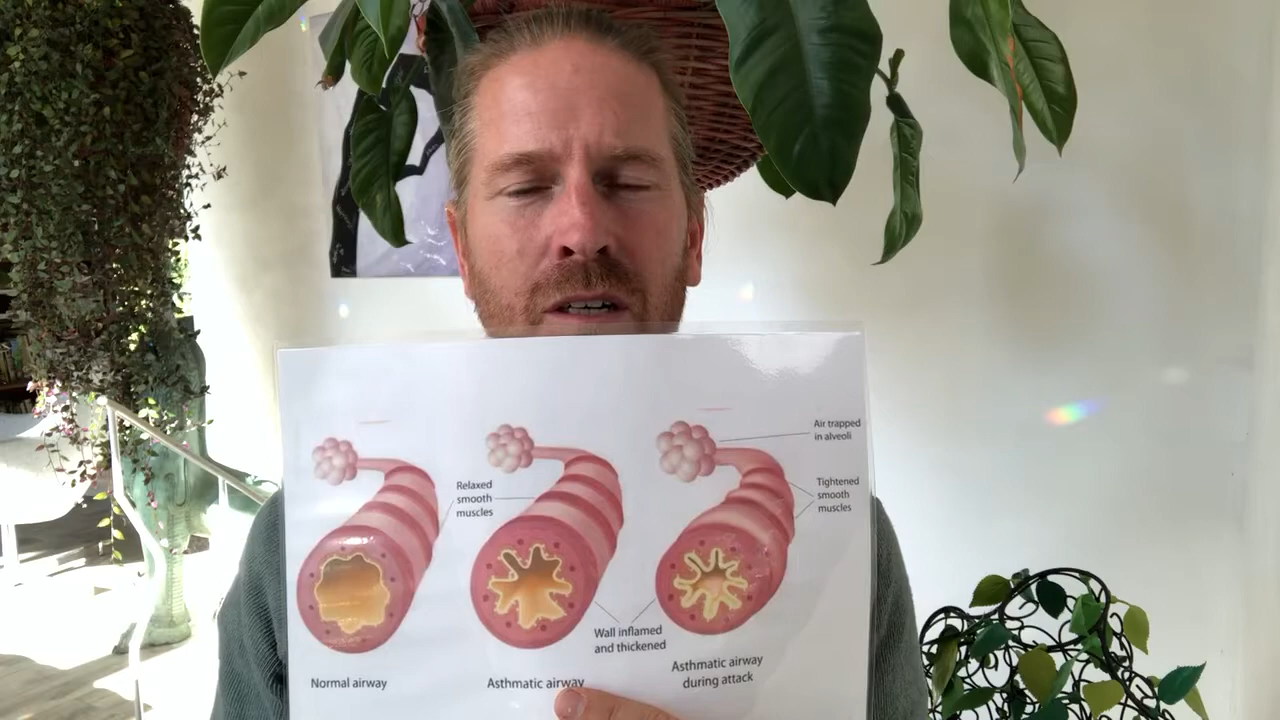 Air trapped
in alveoli
Relaxed
smooth
muscles
Tightened
smooth
muscles
Wall inflamed
and thickened
Normal airway
Asthmatic airway
Asthmatic airway
during attack